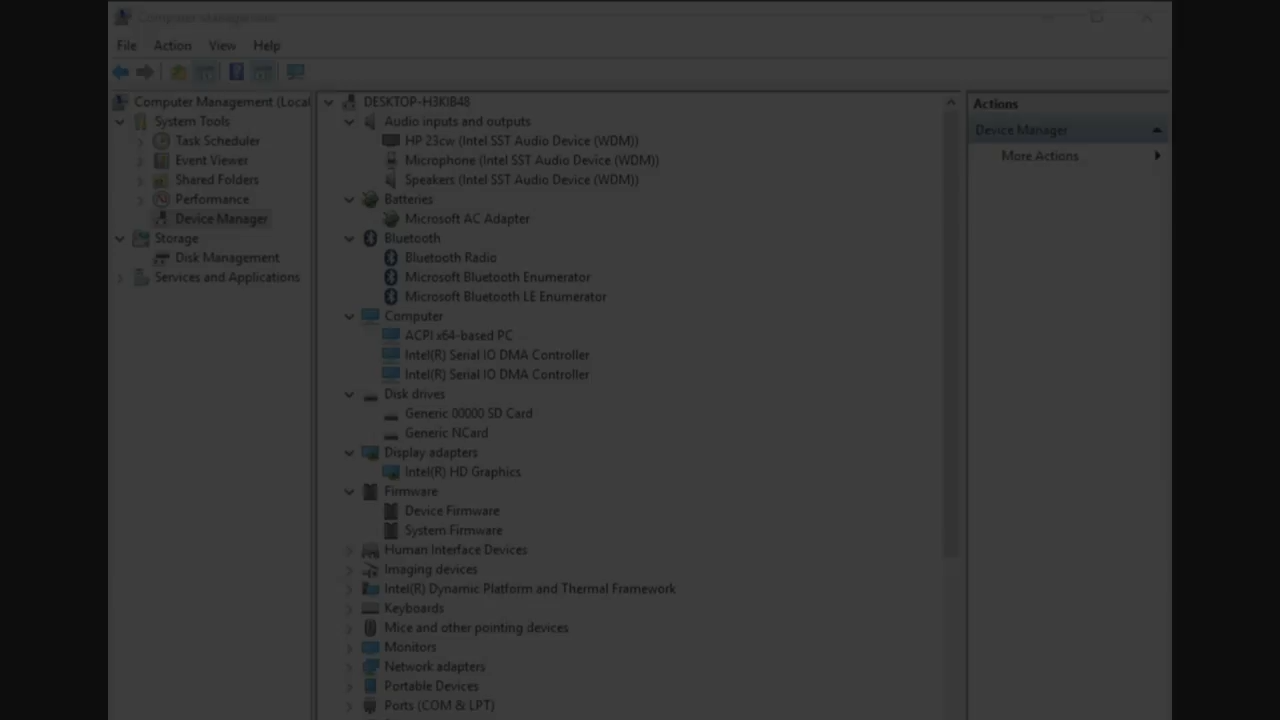 Computer Management
File Action View Help
Computer Management (Local
System Tools
Task Scheduler
Event Viewer
Shared Folders
Performance
Device Manager
Storage
Disk Management
Services and Applications
DESKTOP-H3KIB48
Audio inputs and outputs
HP 23cw (Intel SST Audio Device (WDM))
Microphone (Intel SST Audio Device (WDM))
Speakers (Intel SST Audio Device (WDM))
Batteries
Microsoft AC Adapter
Bluetooth
Bluetooth Radio
Microsoft Bluetooth Enumerator
Microsoft Bluetooth LE Enumerator
Computer
ACPI x64-based PC
Intel(R) Serial IO DMA Controller
Intel(R) Serial IO DMA Controller
Disk drives
Generic 00000 SD Card
Generic NCard
Display adapters
Intel(R) HD Graphics
Firmware
Device Firmware
System Firmware
Human Interface Devices
Imaging devices
Intel(R) Dynamic Platform and Thermal Framework
Keyboards
Mice and other pointing devices
Monitors
Network adapters
Portable Devices
Ports (COM & LPT)
Actions
Device Manager
More Actions